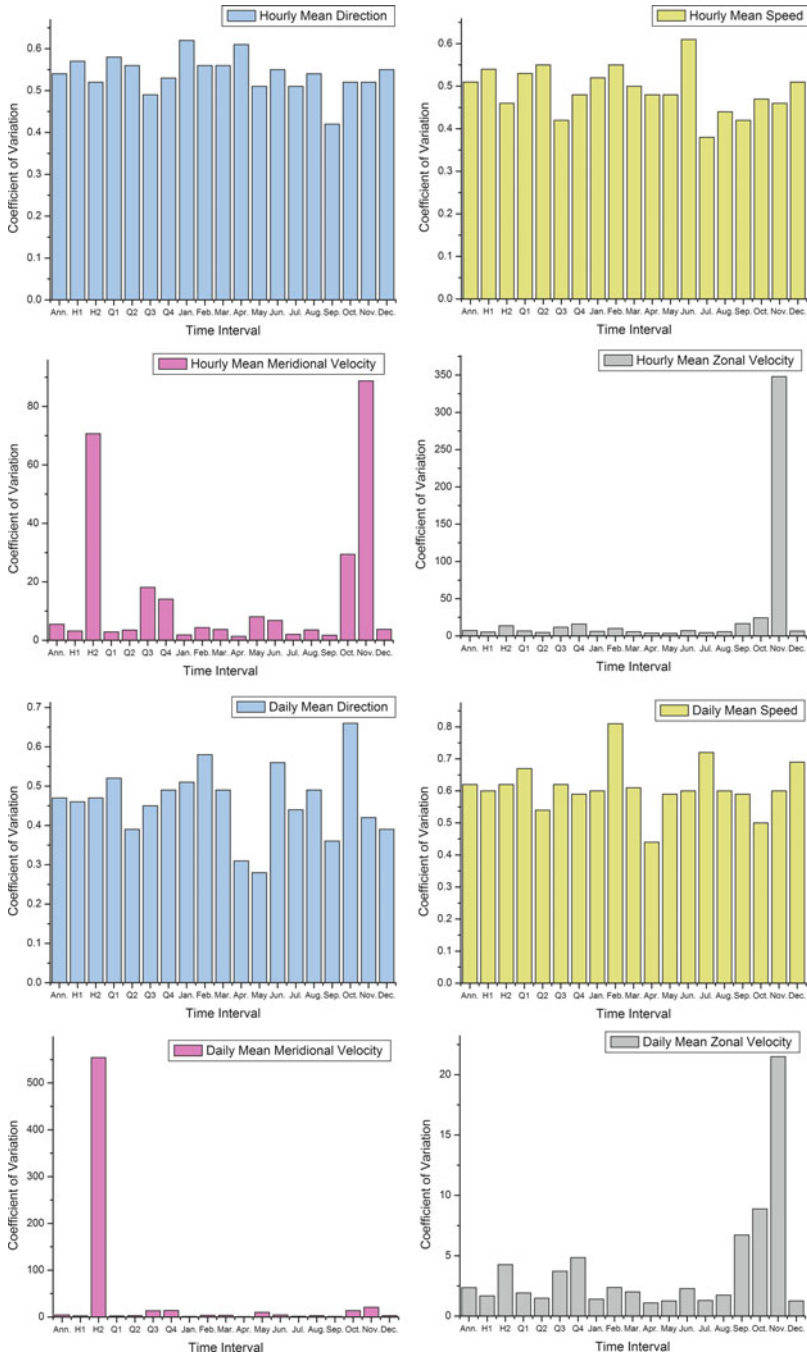 Hourly Mean Direction
Coefficient of Variation
0.6
0.5
0.4
0.3
0.2
0.1
0.0
Ann. H1 H2 Q1 Q2 Q3 Q4 Jan. Feb. Mar. Apr. May Jun. Jul. Aug. Sep. Oct. Nov. Dec.
Time Interval
Hourly Mean Speed
Coefficient of Variation
0.6
0.5
0.4
0.3
0.2
0.1
0.0
Ann. H1 H2 Q1 Q2 Q3 Q4 Jan. Feb. Mar. Apr. May Jun. Jul. Aug. Sep. Oct. Nov. Dec.
Time Interval
Hourly Mean Meridional Velocity
Coefficient of Variation
80
60
40
20
0
Ann. H1 H2 Q1 Q2 Q3 Q4 Jan. Feb. Mar. Apr. May Jun. Jul. Aug. Sep. Oct. Nov. Dec.
Time Interval
Hourly Mean Zonal Velocity
Coefficient of Variation
350
300
250
200
150
100
50
0
Ann. H1 H2 Q1 Q2 Q3 Q4 Jan. Feb. Mar. Apr. May Jun. Jul. Aug. Sep. Oct. Nov. Dec.
Time Interval
Daily Mean Direction
Coefficient of Variation
0.7
0.6
0.5
0.4
0.3
0.2
0.1
0.0
Ann. H1 H2 Q1 Q2 Q3 Q4 Jan. Feb. Mar. Apr. May Jun. Jul. Aug. Sep. Oct. Nov. Dec.
Time Interval
Daily Mean Speed
Coefficient of Variation
0.8
0.7
0.6
0.5
0.4
0.3
0.2
0.1
0.0
Ann. H1 H2 Q1 Q2 Q3 Q4 Jan. Feb. Mar. Apr. May Jun. Jul. Aug. Sep. Oct. Nov. Dec.
Time Interval
Daily Mean Meridional Velocity
Coefficient of Variation
500
400
300
200
100
0
Ann. H1 H2 Q1 Q2 Q3 Q4 Jan. Feb. Mar. Apr. May Jun. Jul. Aug. Sep. Oct. Nov. Dec.
Time Interval
Daily Mean Zonal Velocity
Coefficient of Variation
20
15
10
5
0
Ann. H1 H2 Q1 Q2 Q3 Q4 Jan. Feb. Mar. Apr. May Jun. Jul. Aug. Sep. Oct. Nov. Dec.
Time Interval